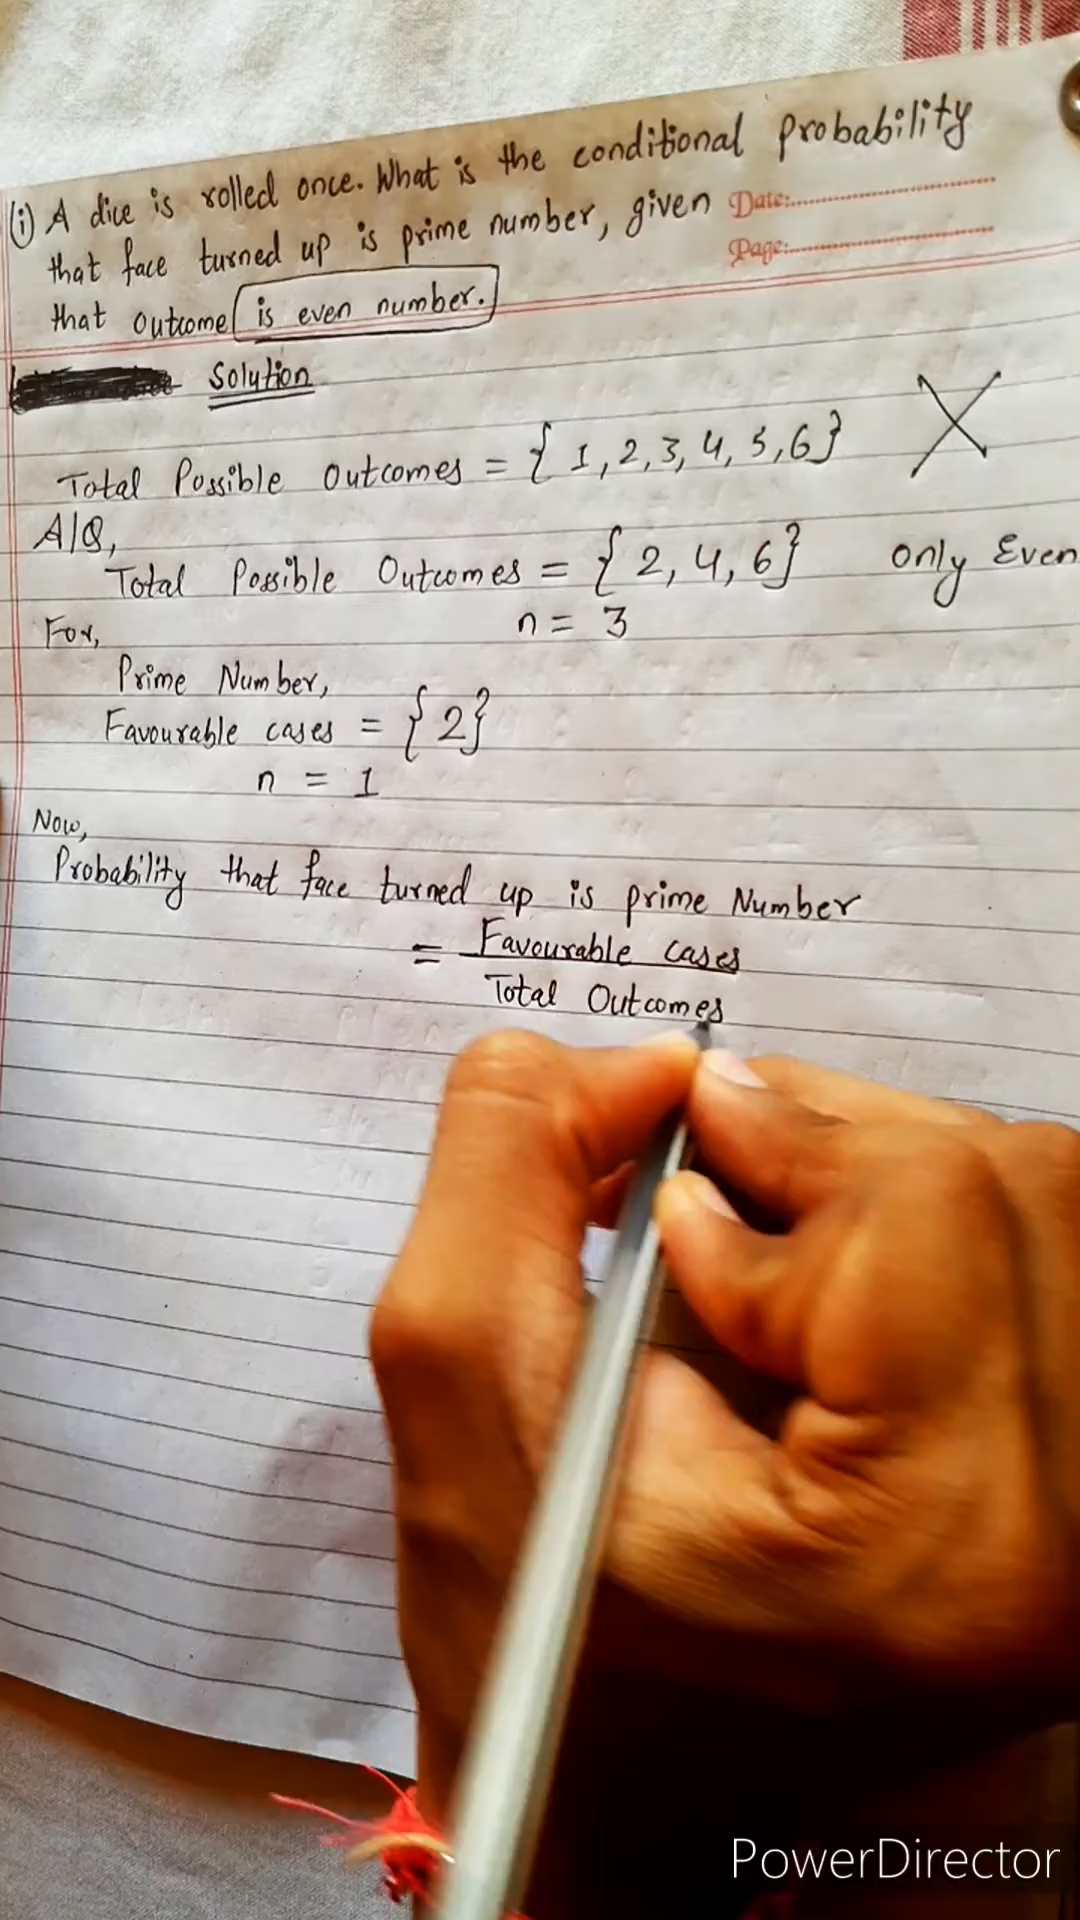 (i) A dice is rolled once. What is the conditional probability
that face turned up is prime number, given
that outcome is even number.
Date:
Page:
Solution
Total Possible Outcomes = { 1, 2, 3, 4, 5, 6 }
A/Q,
Total Possible Outcomes = { 2, 4, 6 } only Even
n = 3
For,
Prime Number,
Favourable cases = { 2 }
n = 1
Now,
Probability that face turned up is prime Number
= Favourable cases
Total Outcomes
PowerDirector